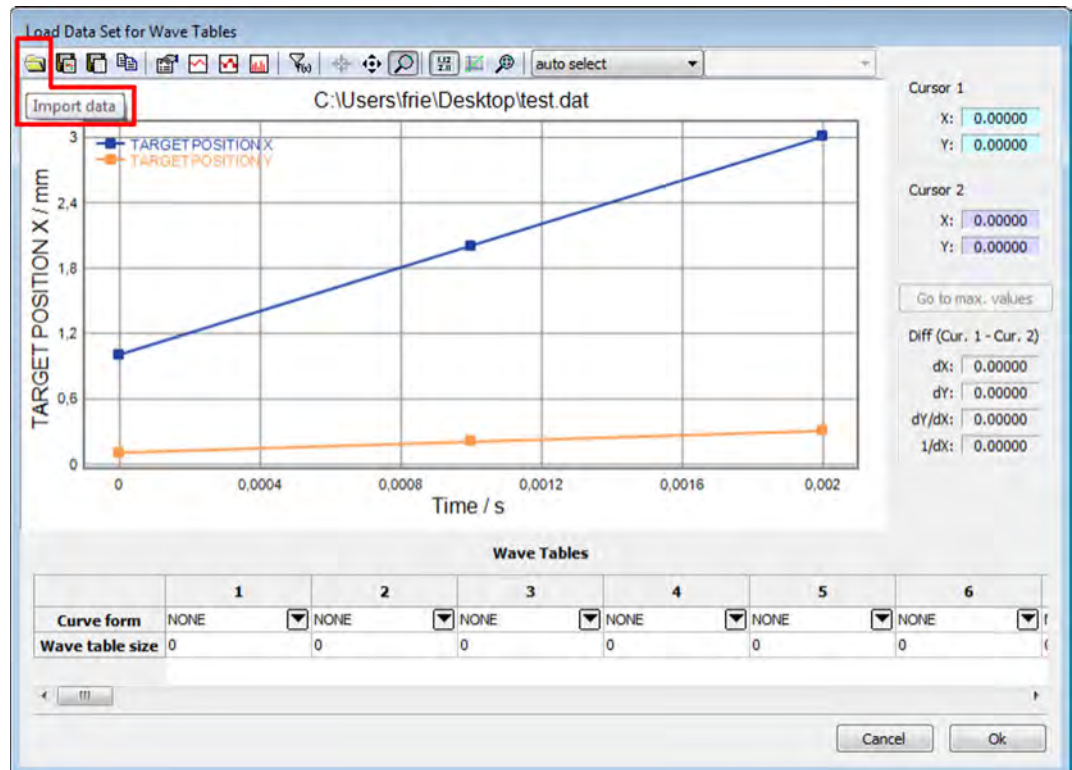 Load Data Set for Wave Tables
auto select
Import data
C:\Users\frie\Desktop\test.dat
TARGET POSITION X
TARGET POSITION Y
TARGET POSITION X / mm
3
2,4
1,8
1,2
0,6
0
0 0,0004 0,0008 0,0012 0,0016 0,002
Time / s
Cursor 1
X: 0.00000
Y: 0.00000
Cursor 2
X: 0.00000
Y: 0.00000
Go to max. values
Diff (Cur. 1 - Cur. 2)
dX: 0.00000
dY: 0.00000
dY/dX: 0.00000
1/dX: 0.00000
Wave Tables
1 2 3 4 5 6
Curve form NONE NONE NONE NONE NONE NONE
Wave table size 0 0 0 0 0 0
Cancel Ok